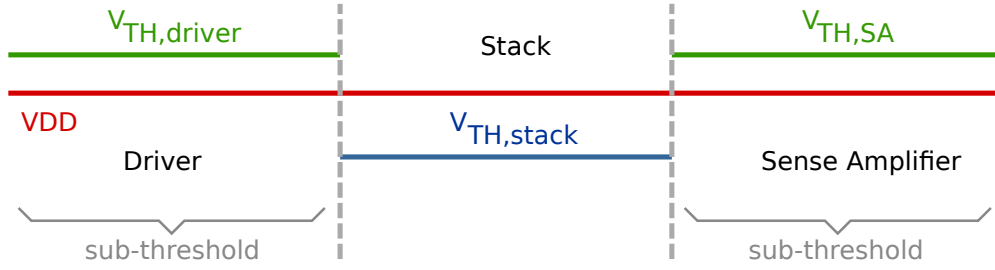 VTH,driver
Stack
VTH,SA
VDD
VTH,stack
Driver
Sense Amplifier
sub-threshold
sub-threshold